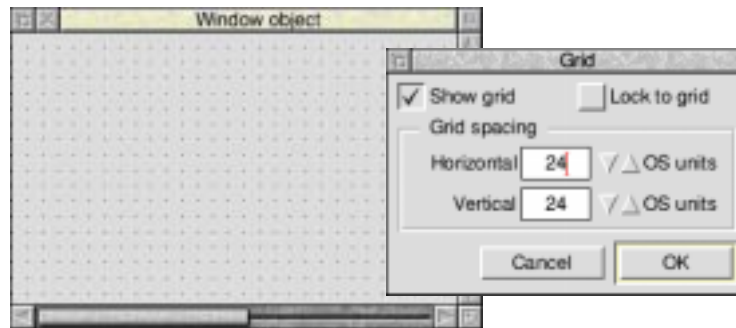 Window object
Grid
Show grid
Lock to grid
Grid spacing
Horizontal 24 OS units
Vertical 24 OS units
Cancel OK